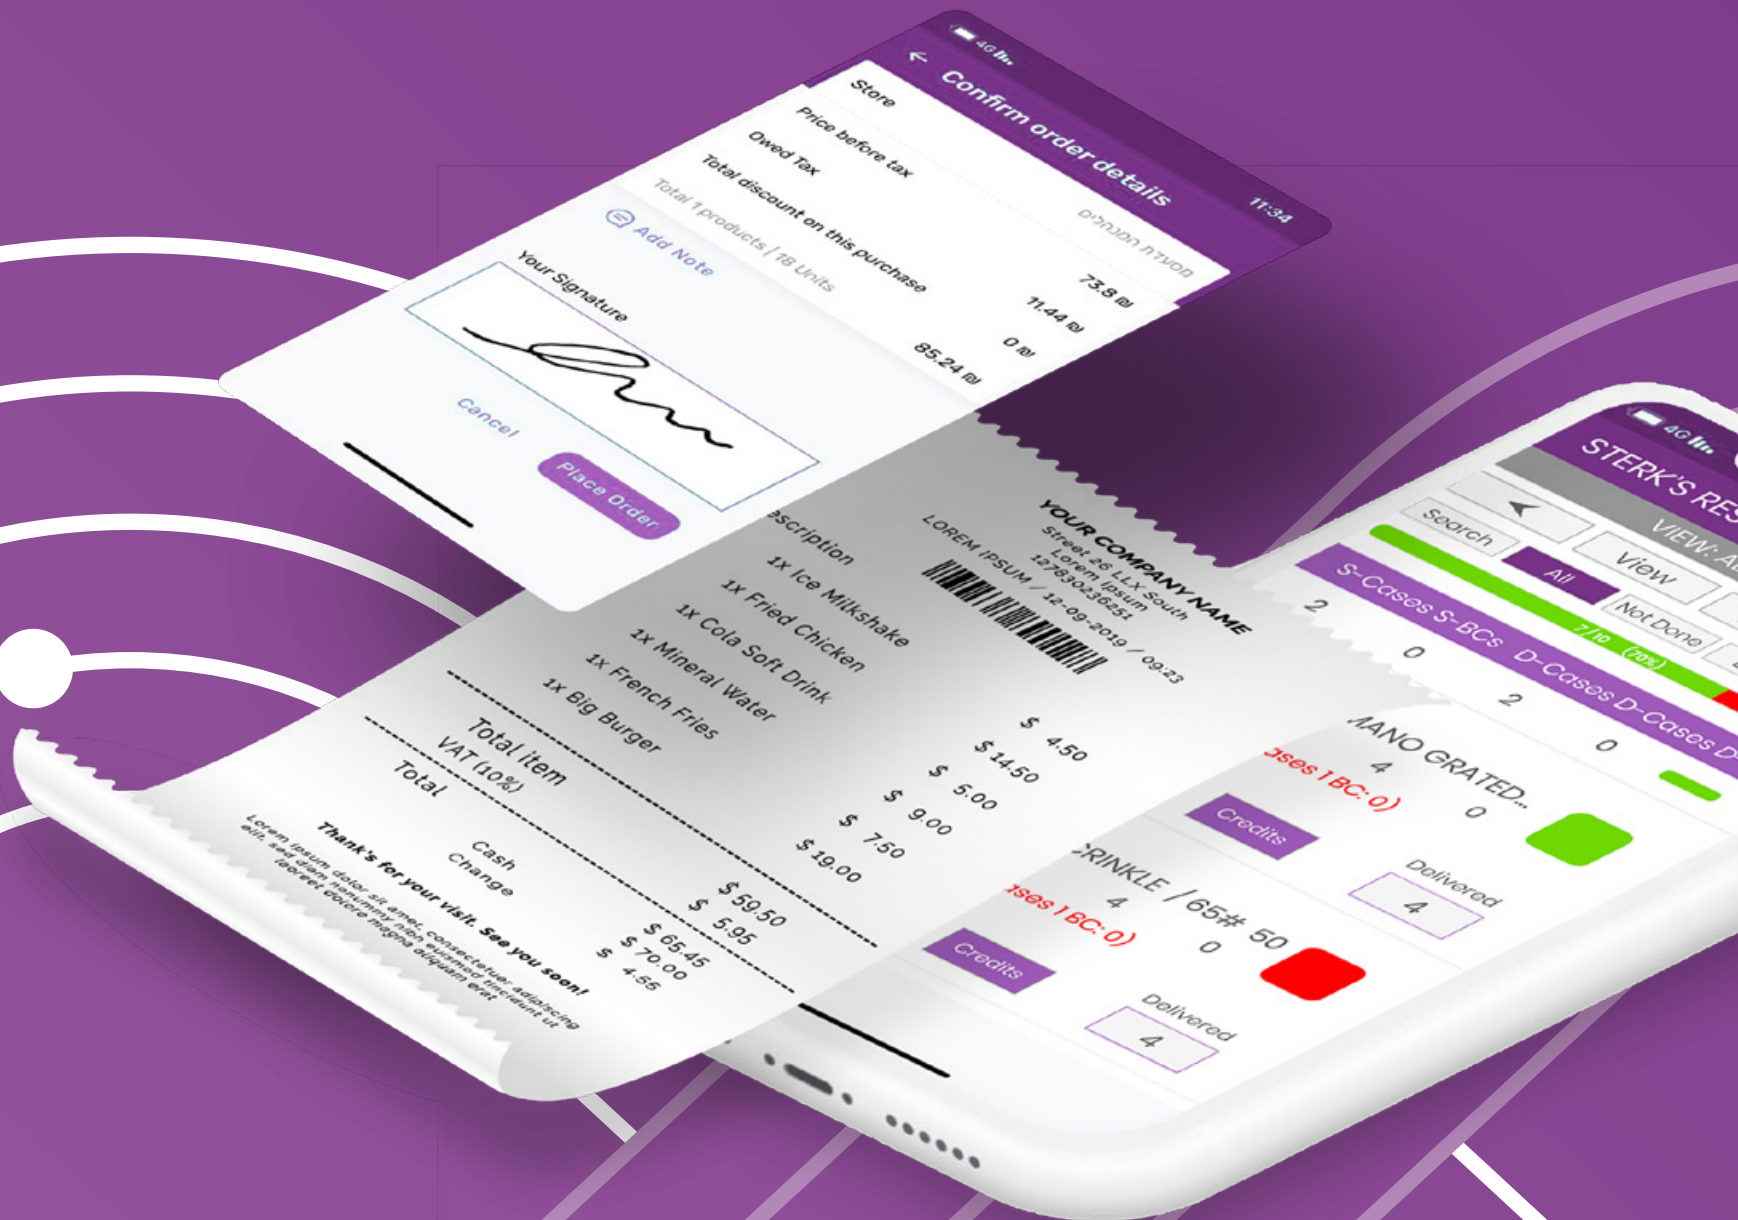 4G
11:34
Confirm order details
Store מסעדת המנהלים
Price before tax 73.8 ₪
Owed Tax 11.44 ₪
Total discount on this purchase 0 ₪
Total 1 products / 18 Units 85.24 ₪
Add Note
Your Signature
Cancel
Place Order
YOUR COMPANY NAME
Street 26 LLX South
Lorem Ipsum
127830236251
LOREM IPSUM / 12-09-2019 / 09:23
escription
1x Ice Milkshake $ 4.50
1x Fried Chicken $ 14.50
1x Cola Soft Drink $ 5.00
1x Mineral Water $ 9.00
1x French Fries $ 7.50
1x Big Burger $ 19.00
Total item $ 59.50
VAT (10%) $ 5.95
Total $ 65.45
Cash $ 70.00
Change $ 4.55
Thank's for your visit. See you soon!
Lorem ipsum dolor sit amet, consectetuer adipiscing
elit, sed diam nonummy nibh euismod tincidunt ut
laoreet dolore magna aliquam erat
4G
STERK'S RES
VIEW: A
View
Search
All
Not Done
7/10 (70%)
S-Cases S-BCs D-Cases D-Cases D-
2 0 2 0
MANO GRATED...
4 0
ases 1 BC: 0)
Credits
Delivered
4
CRINKLE / 65# 50
4 0
ases 1 BC: 0)
Credits
Delivered
4